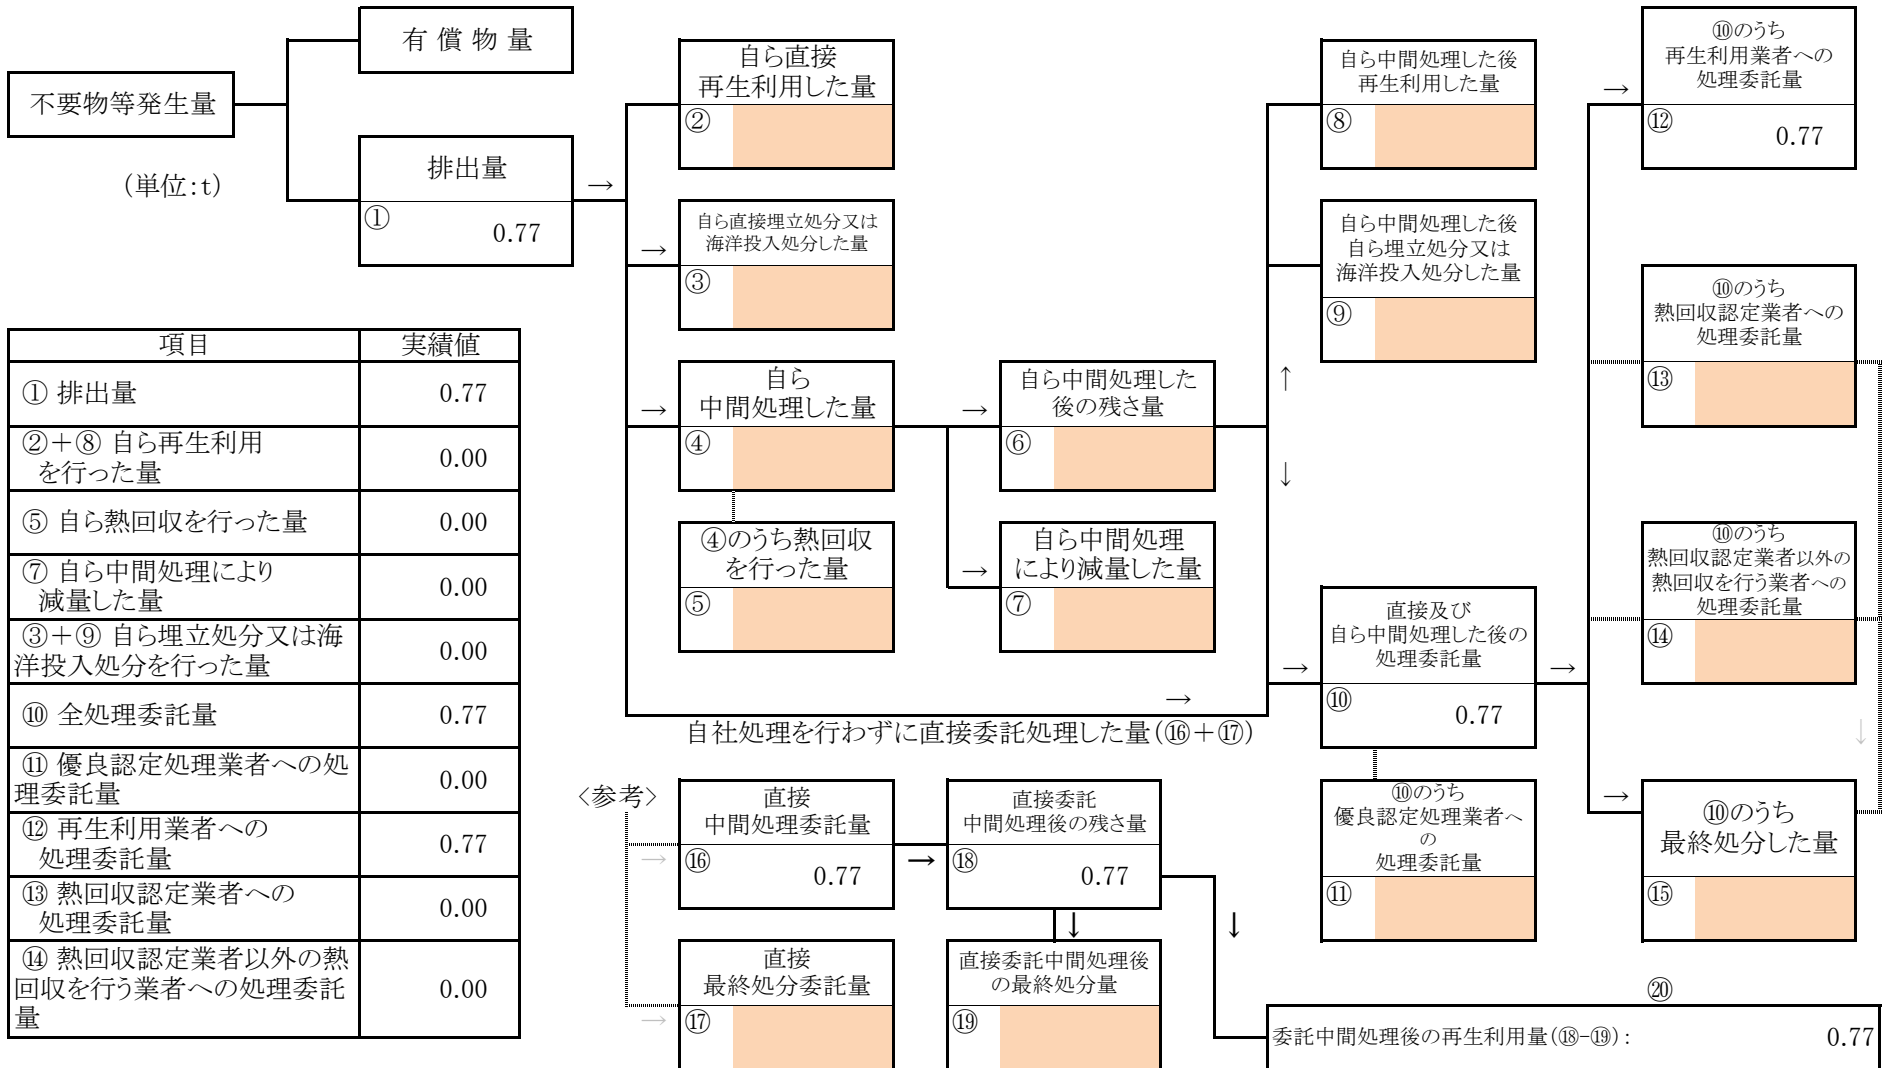 有 償 物 量
不要物等発生量
(単位:t)
排出量
①
0.77
→
自ら直接
再生利用した量
②
→
自ら直接埋立処分又は
海洋投入処分した量
③
→
自ら
中間処理した量
④
④のうち熱回収
を行った量
⑤
→
自ら中間処理した
後の残さ量
⑥
→
自ら中間処理
により減量した量
⑦
↑
↓
自ら中間処理した後
再生利用した量
⑧
自ら中間処理した後
自ら埋立処分又は
海洋投入処分した量
⑨
→
自社処理を行わずに直接委託処理した量(⑯+⑰)
→
直接及び
自ら中間処理した後の
処理委託量
⑩
0.77
→
⑩のうち
優良認定処理業者へ
の
処理委託量
⑪
→
⑩のうち
再生利用業者への
処理委託量
⑫
0.77
⑩のうち
熱回収認定業者への
処理委託量
⑬
⑩のうち
熱回収認定業者以外の
熱回収を行う業者への
処理委託量
⑭
↓
→
⑩のうち
最終処分した量
⑮
項目 実績値
① 排出量 0.77
②+⑧ 自ら再生利用
を行った量 0.00
⑤ 自ら熱回収を行った量 0.00
⑦ 自ら中間処理により
減量した量 0.00
③+⑨ 自ら埋立処分又は海
洋投入処分を行った量 0.00
⑩ 全処理委託量 0.77
⑪ 優良認定処理業者への処
理委託量 0.00
⑫ 再生利用業者への
処理委託量 0.77
⑬ 熱回収認定業者への
処理委託量 0.00
⑭ 熱回収認定業者以外の熱
回収を行う業者への処理委託
量 0.00
<参考>
→
直接
中間処理委託量
⑯
0.77
→
直接委託
中間処理後の残さ量
⑱
0.77
↓
↓
→
直接
最終処分委託量
⑰
直接委託中間処理後
の最終処分量
⑲
⑳
委託中間処理後の再生利用量(⑱-⑲): 0.77